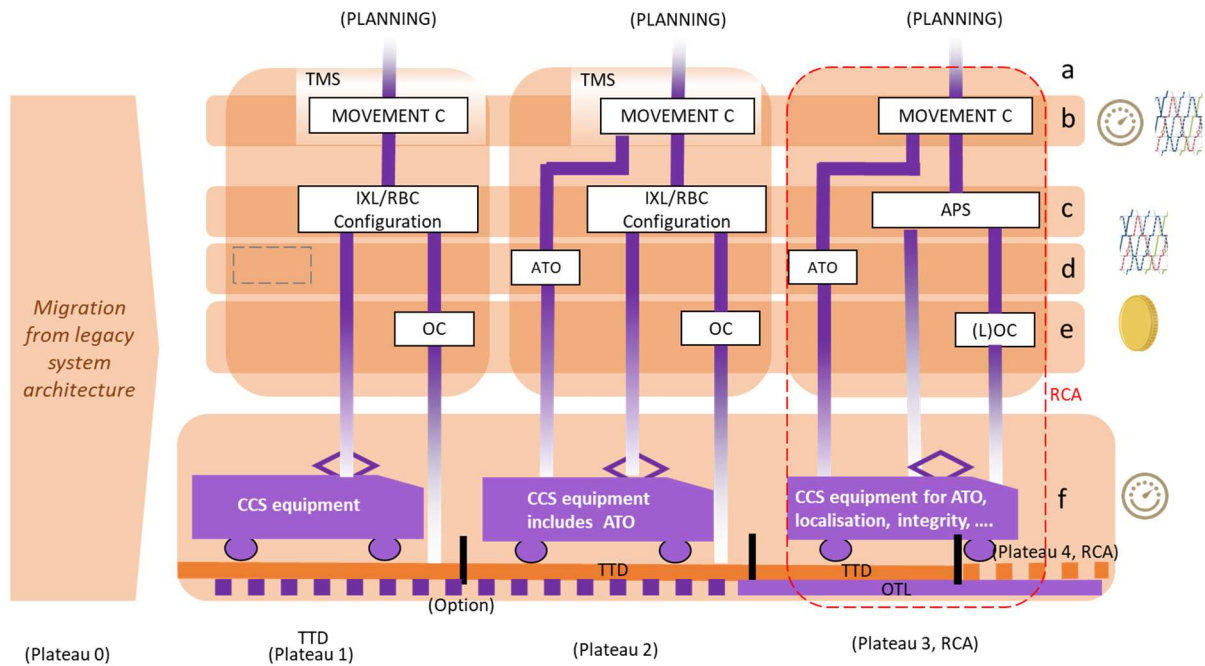 (PLANNING)
(PLANNING)
(PLANNING)
TMS
TMS
a
MOVEMENT C
MOVEMENT C
MOVEMENT C
b
IXL/RBC
Configuration
IXL/RBC
Configuration
APS
c
ATO
ATO
d
Migration
from legacy
system
architecture
OC
OC
(L)OC
e
RCA
CCS equipment
CCS equipment
includes ATO
CCS equipment for ATO,
localisation, integrity, ....
f
(Plateau 4, RCA)
TTD
TTD
OTL
(Option)
(Plateau 0)
TTD
(Plateau 1)
(Plateau 2)
(Plateau 3, RCA)